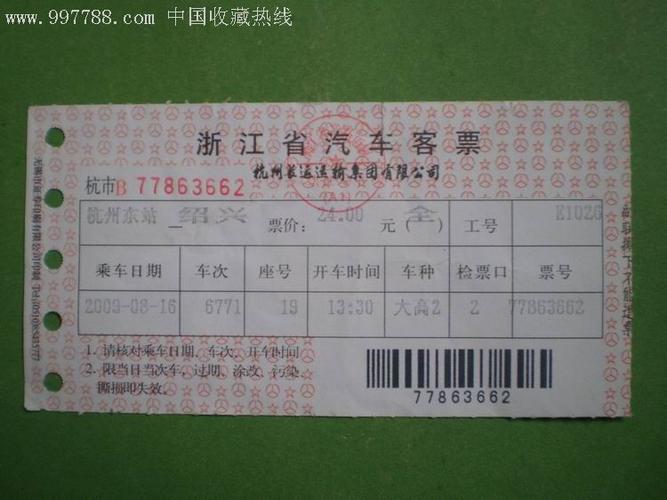 www.997788.com 中国收藏热线
浙江省汽车客票
杭州长运运输集团有限公司
杭市B 77863662
杭州东站 — 绍兴 票价: 24.00 元( 全 ) 工号 E1026
乘车日期 车次 座号 开车时间 车种 检票口 票号
2009-08-16 6771 19 13:30 大高2 2 77863662
1. 请核对乘车日期、车次、开车时间
2. 限当日当次车,过期、涂改、污染、
撕损即失效。
77863662